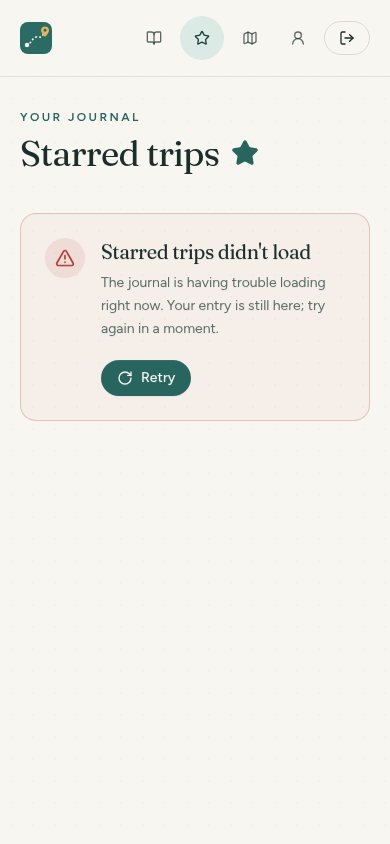 YOUR JOURNAL
Starred trips
Starred trips didn't load
The journal is having trouble loading
right now. Your entry is still here; try
again in a moment.
Retry